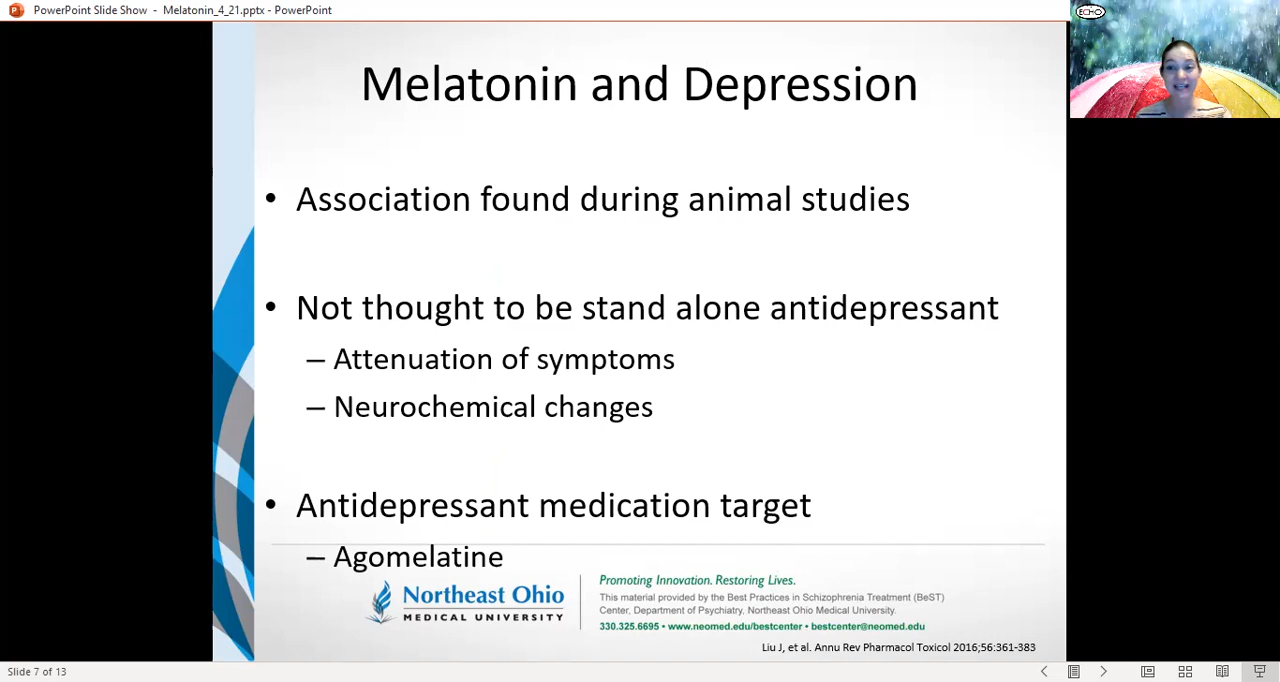 PowerPoint Slide Show - Melatonin_4_21.pptx - PowerPoint
ECHO
Melatonin and Depression
• Association found during animal studies
• Not thought to be stand alone antidepressant
– Attenuation of symptoms
– Neurochemical changes
• Antidepressant medication target
– Agomelatine
Northeast Ohio
MEDICAL UNIVERSITY
Promoting Innovation. Restoring Lives.
This material provided by the Best Practices in Schizophrenia Treatment (BeST)
Center, Department of Psychiatry, Northeast Ohio Medical University.
330.325.6695 • www.neomed.edu/bestcenter • bestcenter@neomed.edu
Liu J, et al. Annu Rev Pharmacol Toxicol 2016;56:361-383
Slide 7 of 13